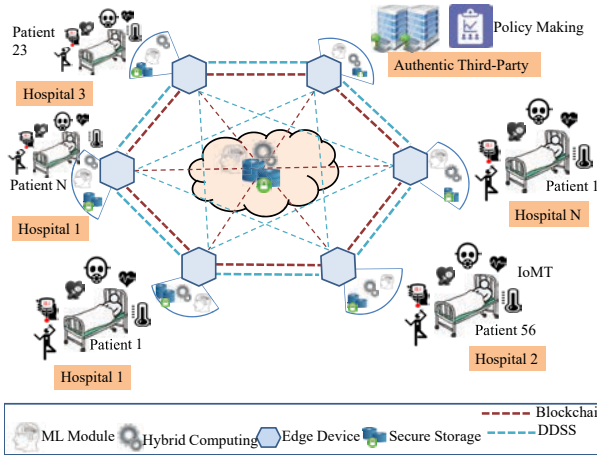 Patient
23
Policy Making
Authentic Third-Party
Hospital 3
Patient N
Hospital 1
Patient 1
Hospital N
IoMT
Patient 1
Patient 56
Hospital 1
Hospital 2
ML Module
Hybrid Computing
Edge Device
Secure Storage
Blockchain
DDSS